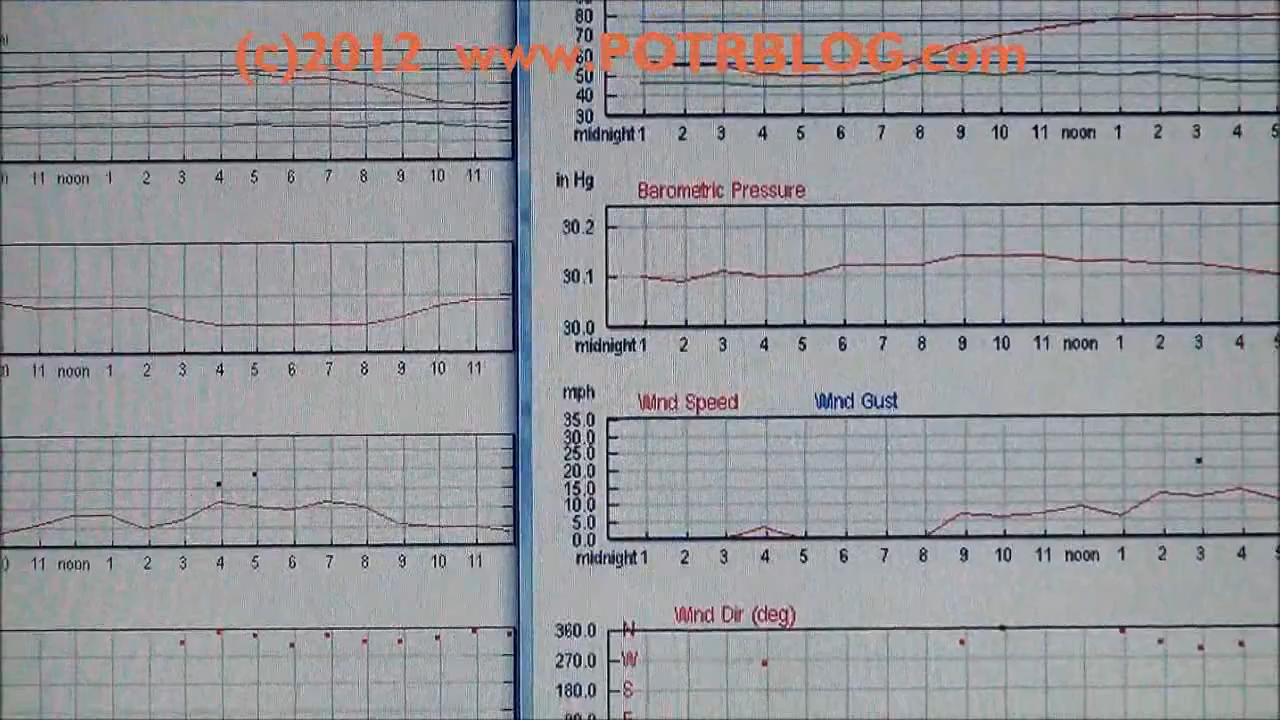 (c)2012 www.POTRBLOG.com
80
70
60
50
40
30
midnight 1 2 3 4 5 6 7 8 9 10 11 noon 1 2 3 4 5
11 noon 1 2 3 4 5 6 7 8 9 10 11
in Hg
Barometric Pressure
30.2
30.1
30.0
midnight 1 2 3 4 5 6 7 8 9 10 11 noon 1 2 3 4 5
11 noon 1 2 3 4 5 6 7 8 9 10 11
mph
Wind Speed Wind Gust
35.0
30.0
25.0
20.0
15.0
10.0
5.0
0.0
midnight 1 2 3 4 5 6 7 8 9 10 11 noon 1 2 3 4 5
11 noon 1 2 3 4 5 6 7 8 9 10 11
Wind Dir (deg)
360.0 N
270.0 W
180.0 S